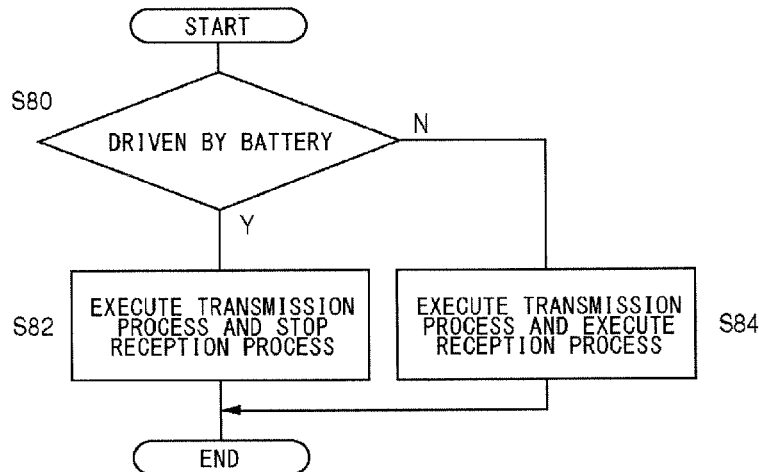 START
S80
DRIVEN BY BATTERY
N
Y
S82
EXECUTE TRANSMISSION
PROCESS AND STOP
RECEPTION PROCESS
EXECUTE TRANSMISSION
PROCESS AND EXECUTE
RECEPTION PROCESS
S84
END